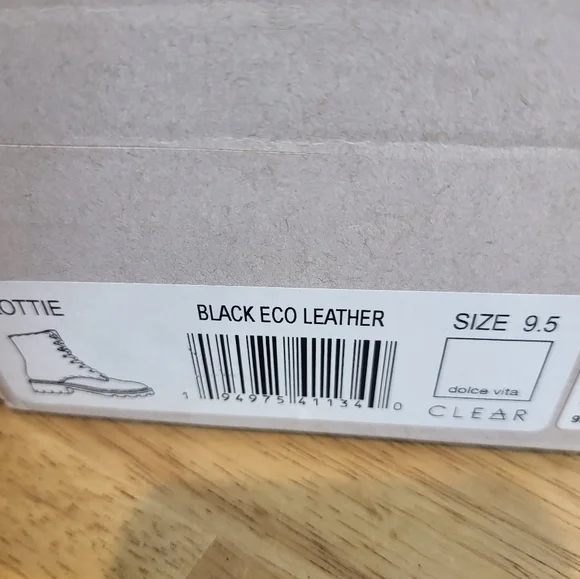 OTTIE
BLACK ECO LEATHER
SIZE 9.5
1 94975 41134 0
dolce vita
CLEAR